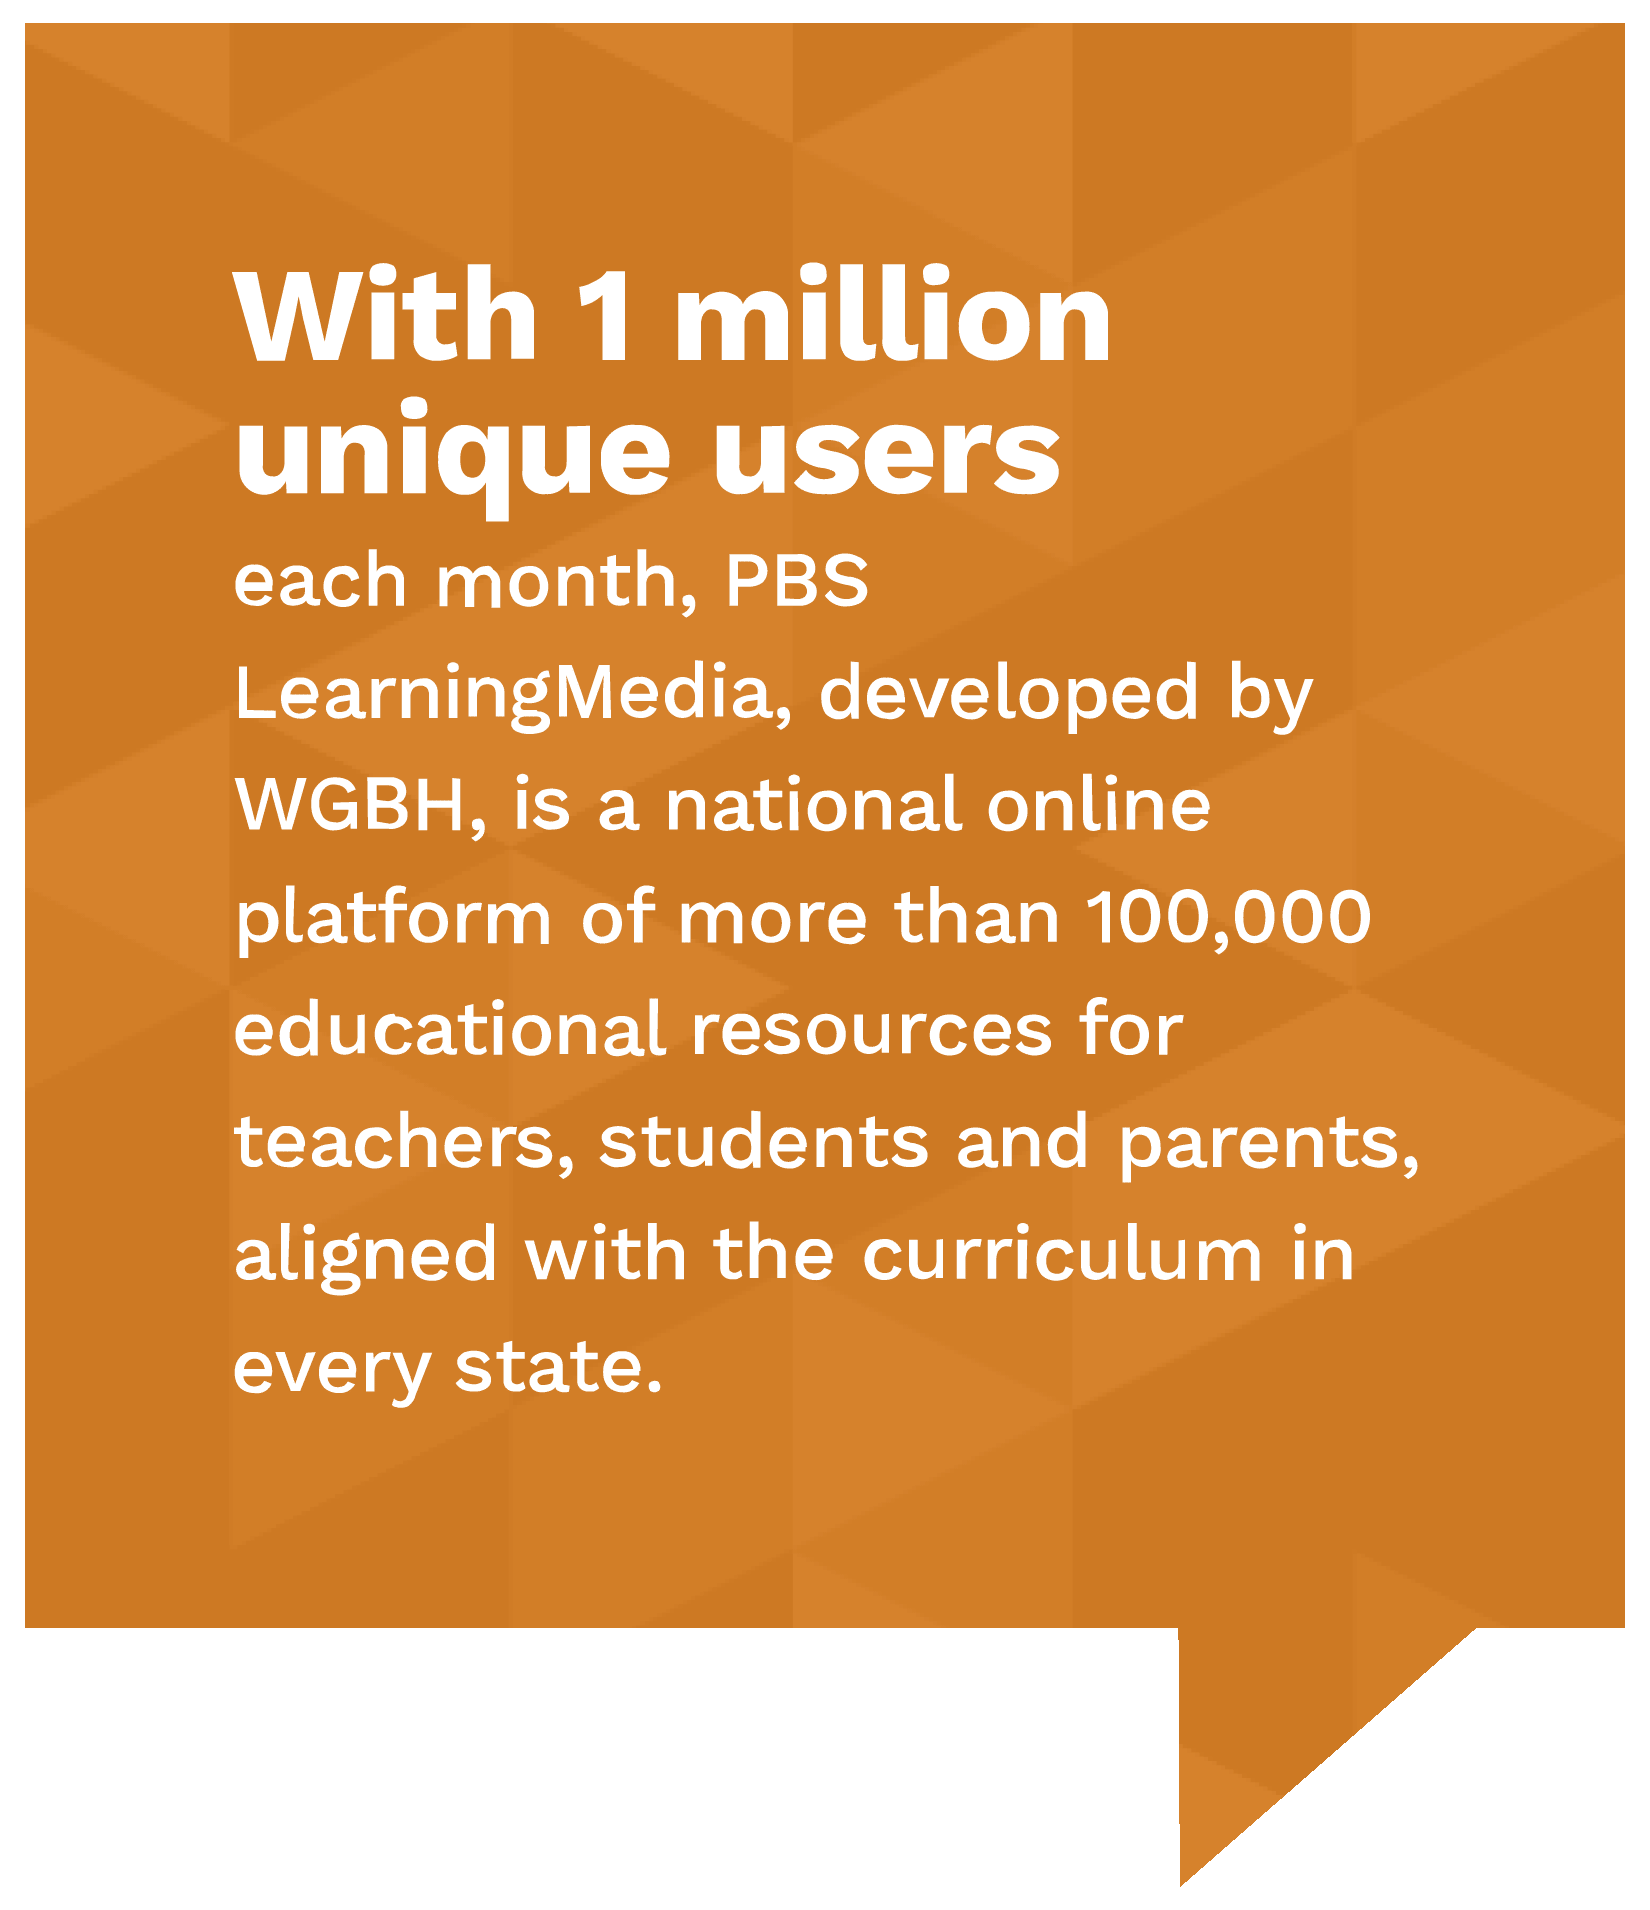 With 1 million
unique users
each month, PBS
LearningMedia, developed by
WGBH, is a national online
platform of more than 100,000
educational resources for
teachers, students and parents,
aligned with the curriculum in
every state.